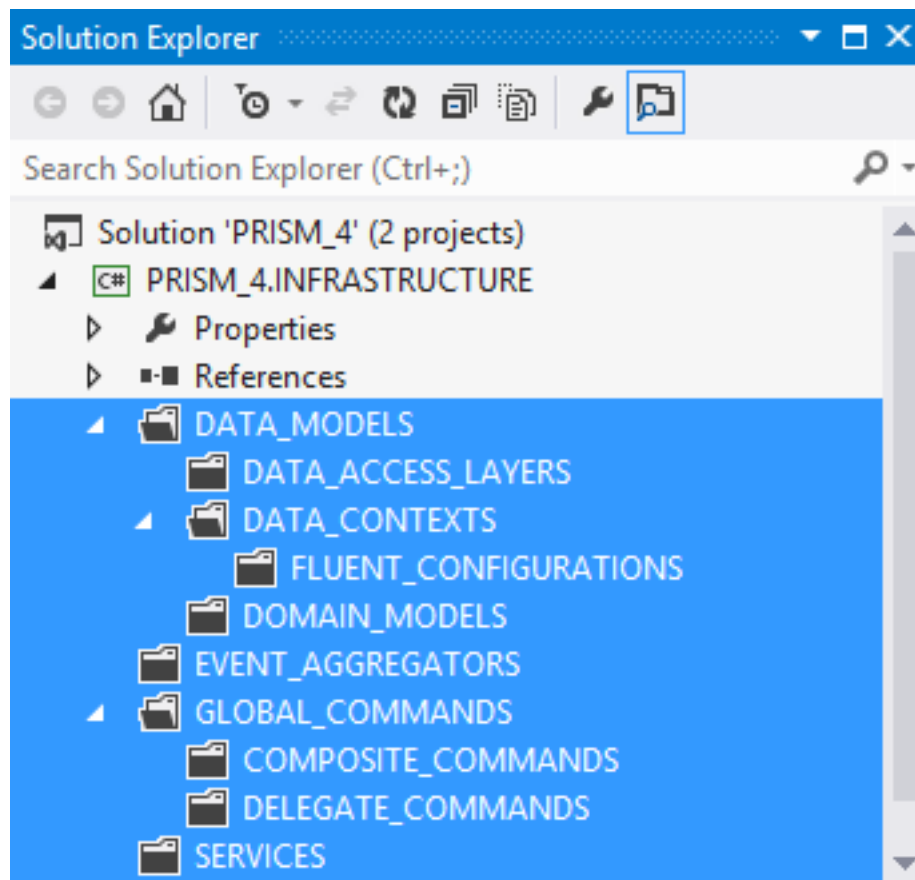 Solution Explorer
Search Solution Explorer (Ctrl+;)
Solution 'PRISM_4' (2 projects)
C# PRISM_4.INFRASTRUCTURE
Properties
References
DATA_MODELS
DATA_ACCESS_LAYERS
DATA_CONTEXTS
FLUENT_CONFIGURATIONS
DOMAIN_MODELS
EVENT_AGGREGATORS
GLOBAL_COMMANDS
COMPOSITE_COMMANDS
DELEGATE_COMMANDS
SERVICES